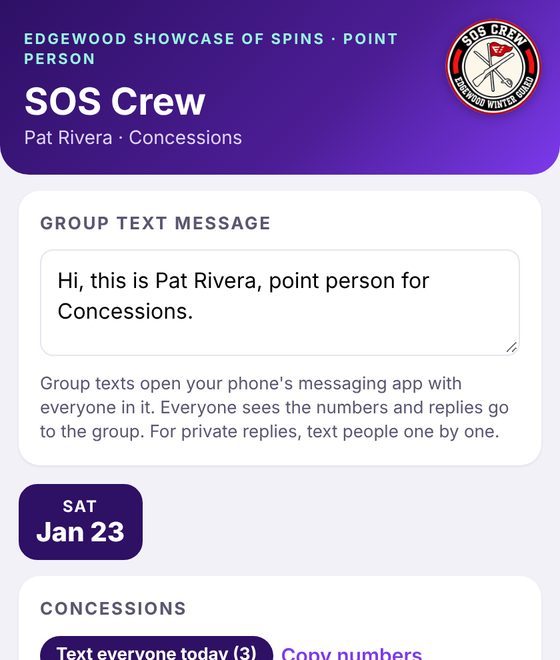 EDGEWOOD SHOWCASE OF SPINS · POINT
PERSON
SOS Crew
Pat Rivera · Concessions
SOS CREW
EDGEWOOD WINTER GUARD
GROUP TEXT MESSAGE
Hi, this is Pat Rivera, point person for
Concessions.
Group texts open your phone's messaging app with
everyone in it. Everyone sees the numbers and replies go
to the group. For private replies, text people one by one.
SAT
Jan 23
CONCESSIONS
Text everyone today (3)
Copy numbers